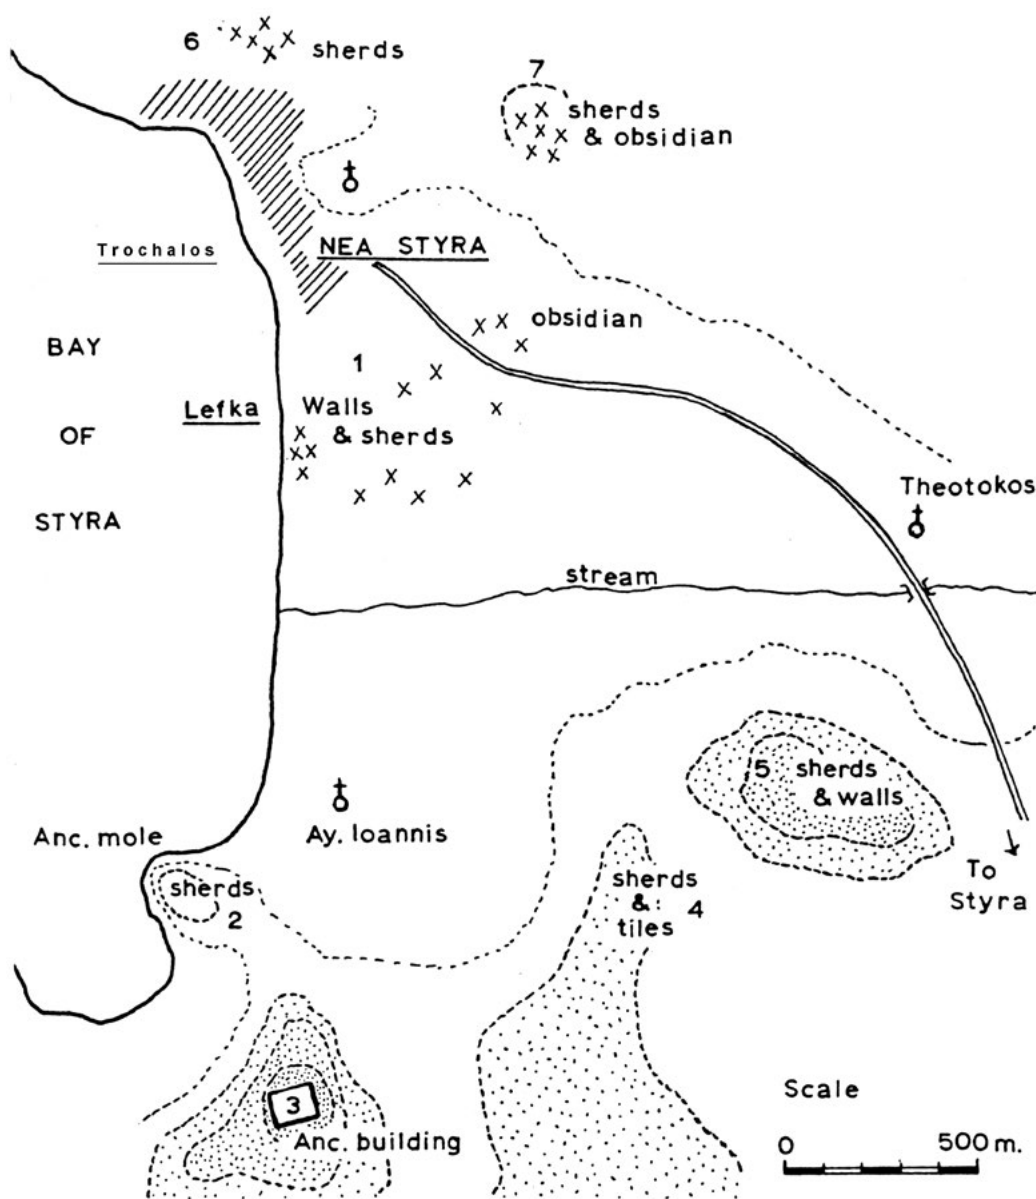 6
sherds
7
sherds
& obsidian
Trochalos
NEA STYRA
obsidian
BAY
OF
STYRA
1
Lefka
Walls
& sherds
Theotokos
stream
5 sherds
& walls
Anc. mole
Ay. Ioannis
To
Styra
sherds
2
sherds
& : 4
tiles
3
Anc. building
Scale
0 500 m.